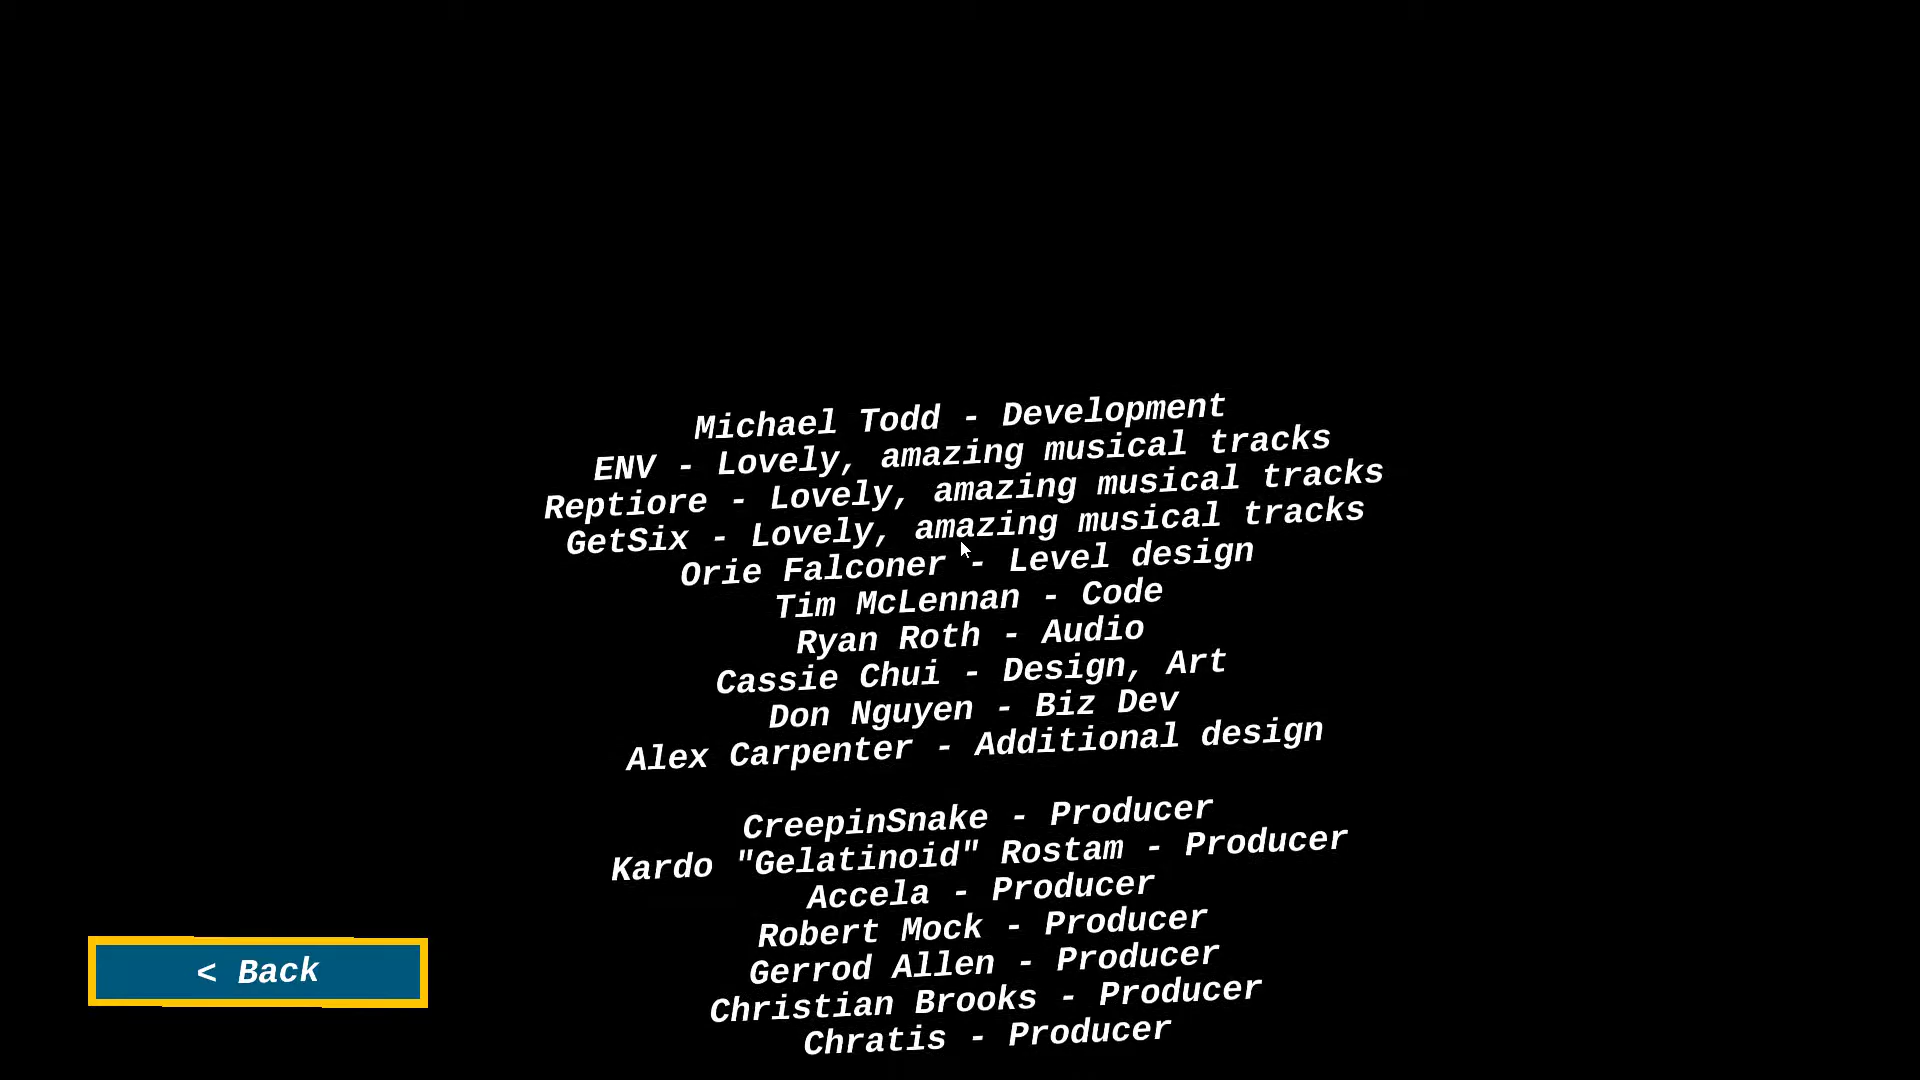 Michael Todd - Development
ENV - Lovely, amazing musical tracks
Reptiore - Lovely, amazing musical tracks
GetSix - Lovely, amazing musical tracks
Orie Falconer - Level design
Tim McLennan - Code
Ryan Roth - Audio
Cassie Chui - Design, Art
Don Nguyen - Biz Dev
Alex Carpenter - Additional design
CreepinSnake - Producer
Kardo "Gelatinoid" Rostam - Producer
Accela - Producer
Robert Mock - Producer
Gerrod Allen - Producer
Christian Brooks - Producer
Chratis - Producer
< Back